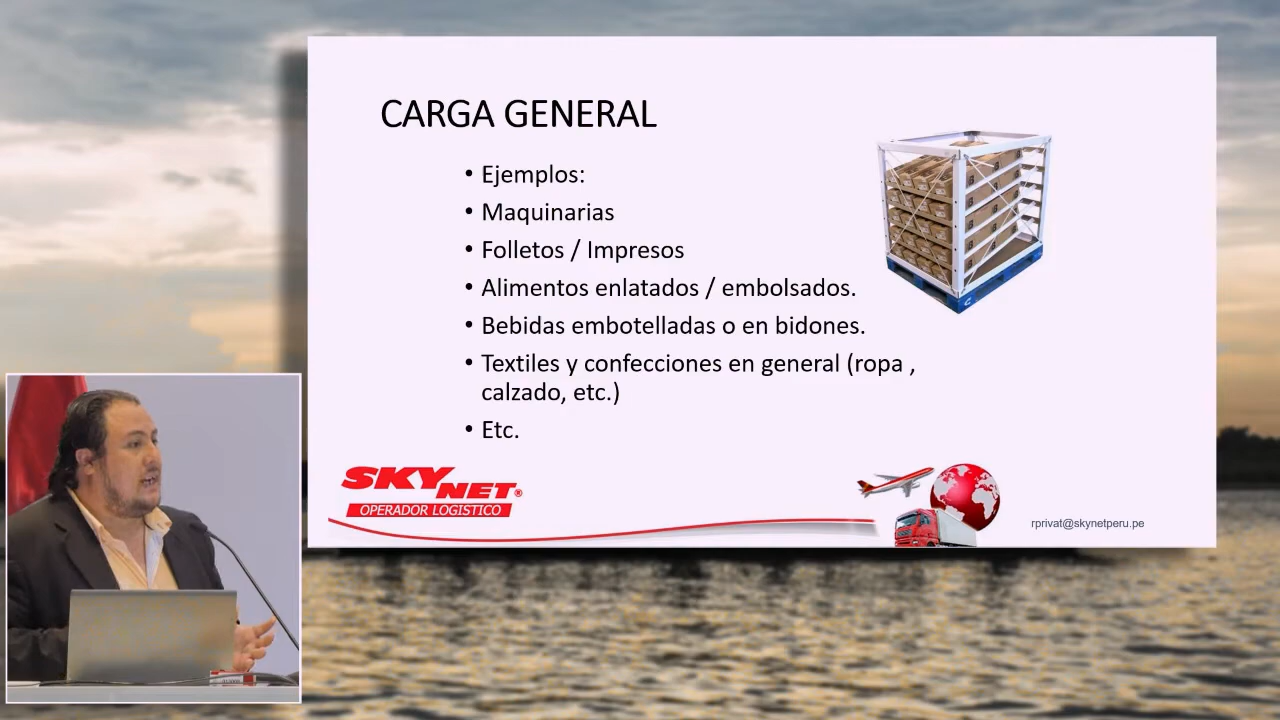 CARGA GENERAL
• Ejemplos:
• Maquinarias
• Folletos / Impresos
• Alimentos enlatados / embolsados.
• Bebidas embotelladas o en bidones.
• Textiles y confecciones en general (ropa ,
calzado, etc.)
• Etc.
SKYNET®
OPERADOR LOGISTICO
rprivat@skynetperu.pe